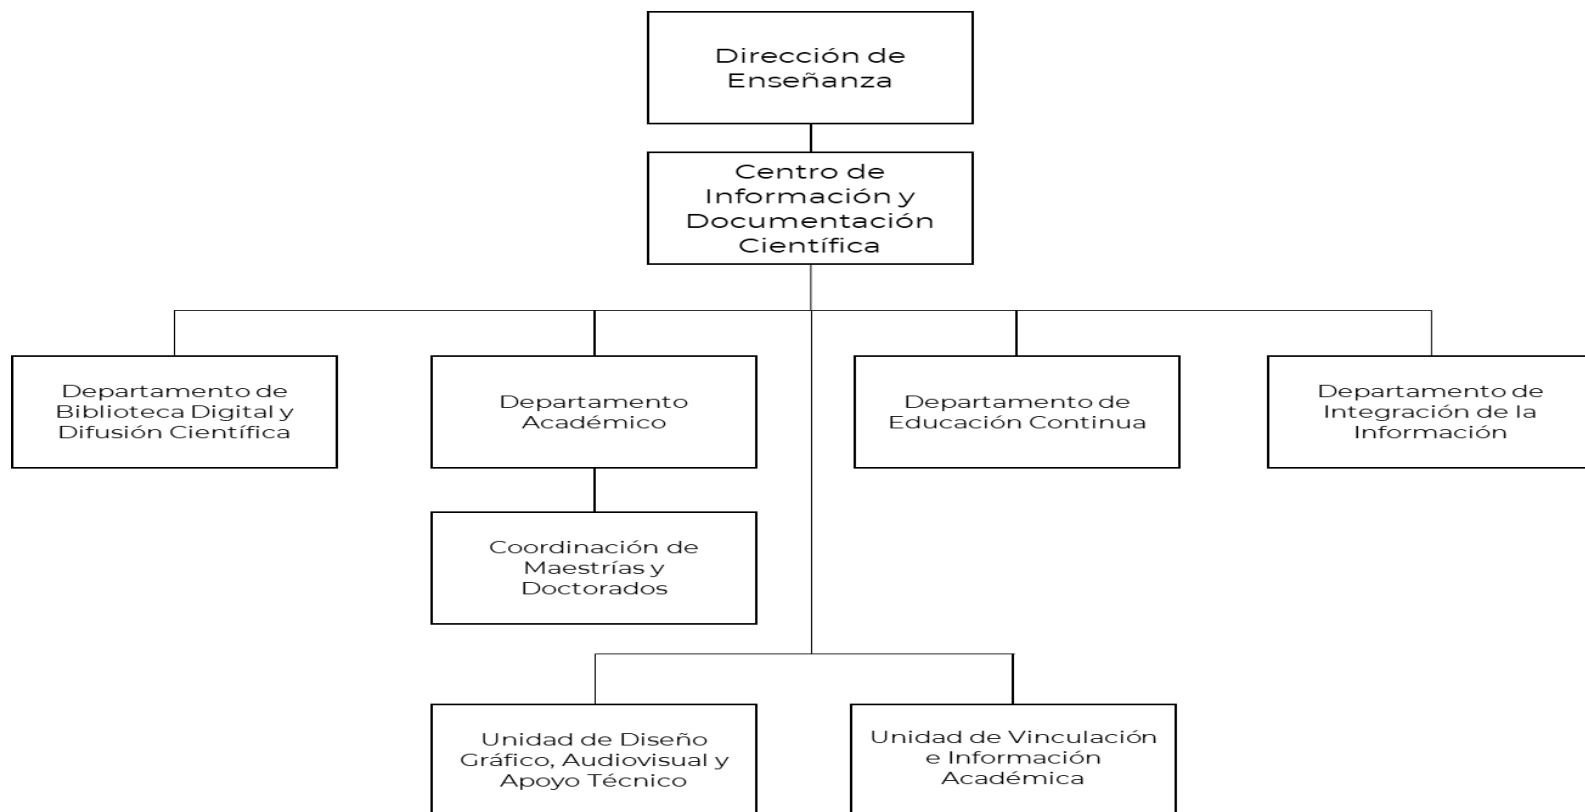 Dirección de
Enseñanza
Centro de
Información y
Documentación
Científica
Departamento de
Biblioteca Digital y
Difusión Científica
Departamento
Académico
Departamento de
Educación Continua
Departamento de
Integración de la
Información
Coordinación de
Maestrías y
Doctorados
Unidad de Diseño
Gráfico, Audiovisual y
Apoyo Técnico
Unidad de Vinculación
e Información
Académica